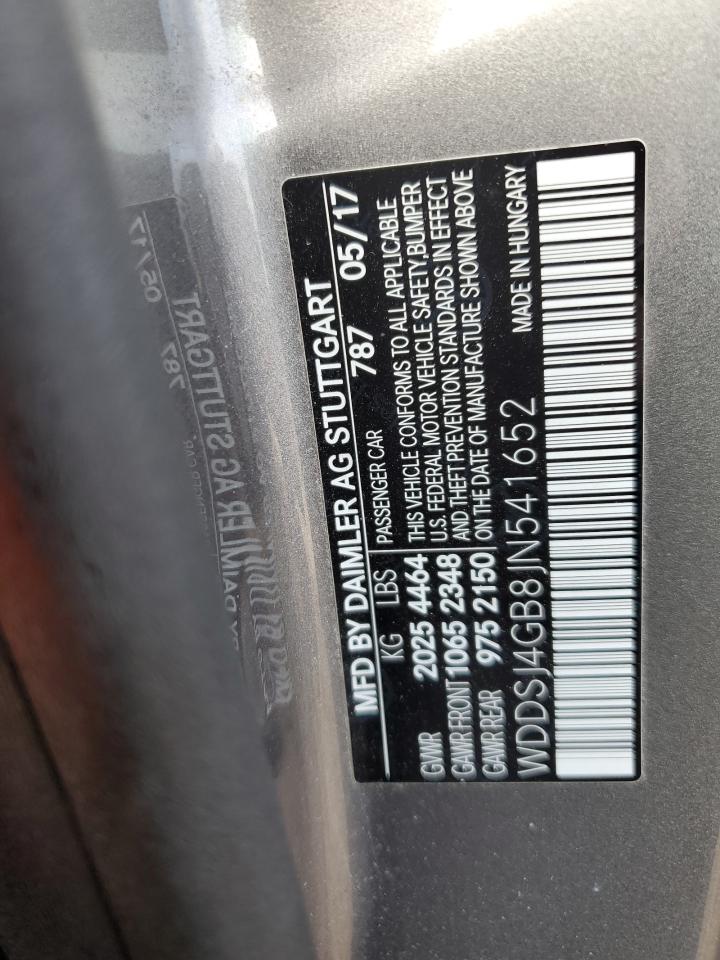 MFD BY DAIMLER AG STUTTGART
787 05/17
KG LBS PASSENGER CAR
GVWR 2025 4464
GAWR FRONT 1065 2348
GAWR REAR 975 2150
THIS VEHICLE CONFORMS TO ALL APPLICABLE
U.S. FEDERAL MOTOR VEHICLE SAFETY,BUMPER
AND THEFT PREVENTION STANDARDS IN EFFECT
ON THE DATE OF MANUFACTURE SHOWN ABOVE
MADE IN HUNGARY
WDDSJ4GB8JN541652